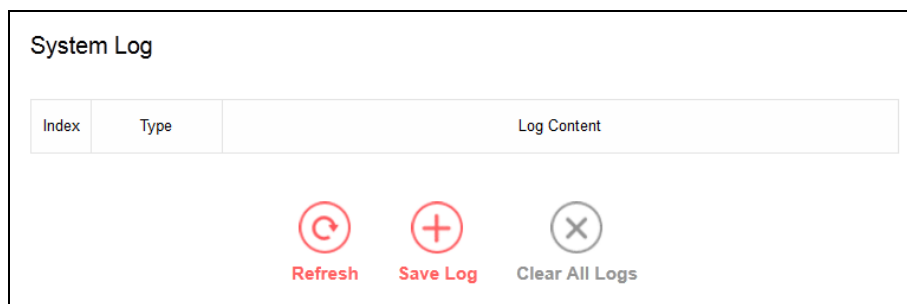 System Log
Index Type Log Content
Refresh Save Log Clear All Logs